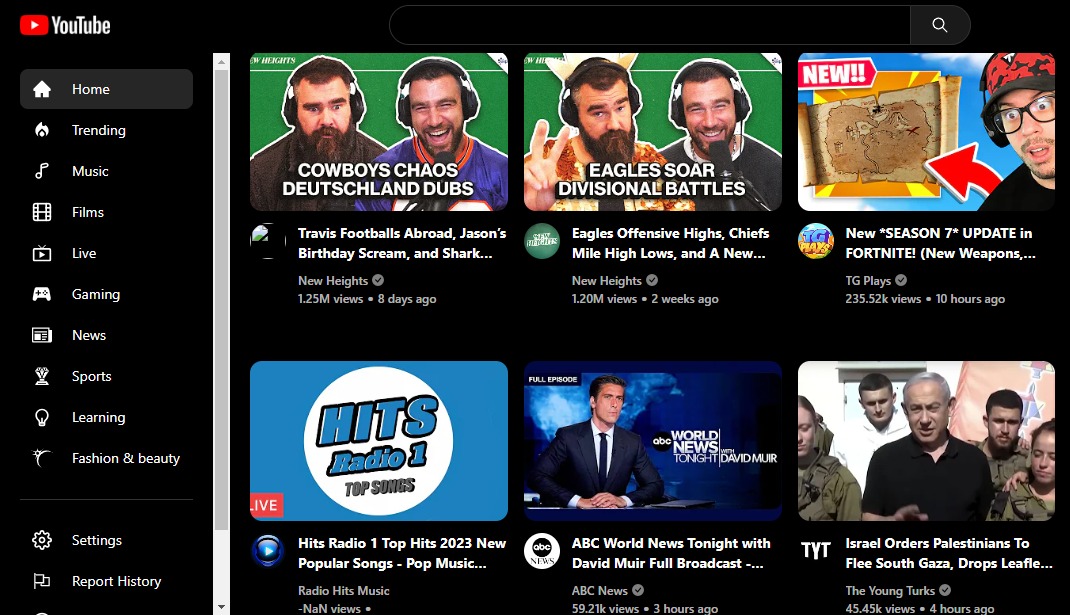 YouTube
Home
Trending
Music
Films
Live
Gaming
News
Sports
Learning
Fashion & beauty
Settings
Report History
W HEIGHTS
COWBOYS CHAOS
DEUTSCHLAND DUBS
Travis Footballs Abroad, Jason's
Birthday Scream, and Shark...
New Heights
1.25M views • 8 days ago
EAGLES SOAR
DIVISIONAL BATTLES
NEW HEIGHTS
Eagles Offensive Highs, Chiefs
Mile High Lows, and A New...
New Heights
1.20M views • 2 weeks ago
NEW!!
TG PLAYS
New *SEASON 7* UPDATE in
FORTNITE! (New Weapons,...
TG Plays
235.52k views • 10 hours ago
HITS
Radio 1
TOP SONGS
LIVE
Hits Radio 1 Top Hits 2023 New
Popular Songs - Pop Music...
Radio Hits Music
-NaN views •
FULL EPISODE
abc WORLD
NEWS
TONIGHT WITH DAVID MUIR
abc
NEWS
ABC World News Tonight with
David Muir Full Broadcast -...
ABC News
59.21k views • 3 hours ago
TYT
Israel Orders Palestinians To
Flee South Gaza, Drops Leafle...
The Young Turks
45.45k views • 4 hours ago